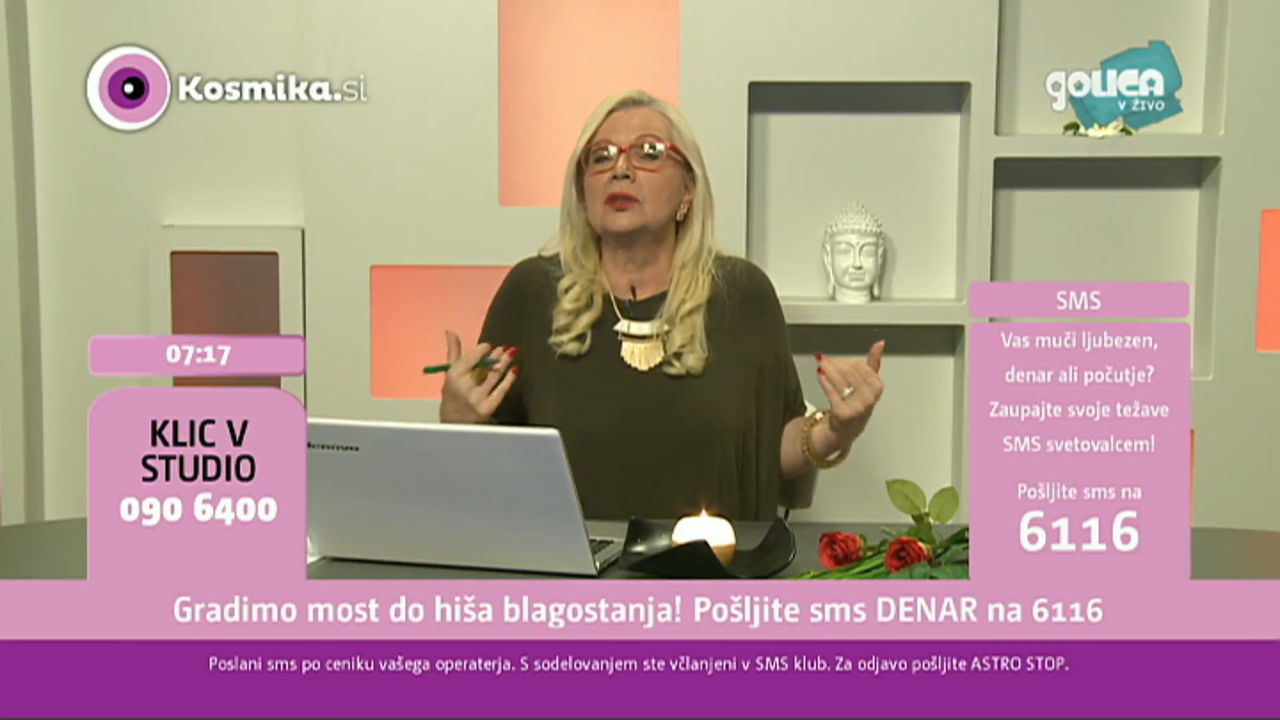 Kosmika.si
golica
V ŽIVO
07:17
KLIC V
STUDIO
090 6400
lenovo
SMS
Vas muči ljubezen,
denar ali počutje?
Zaupajte svoje težave
SMS svetovalcem!
Pošljite sms na
6116
Gradimo most do hiša blagostanja! Pošljite sms DENAR na 6116
Poslani sms po ceniku vašega operaterja. S sodelovanjem ste včlanjeni v SMS klub. Za odjavo pošljite ASTRO STOP.